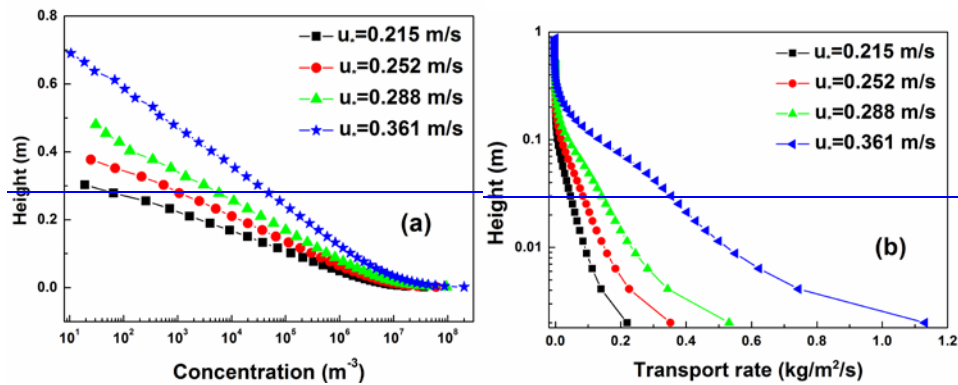 0.8
0.6
0.4
0.2
0.0
Height (m)
10¹
10²
10³
10⁴
10⁵
10⁶
10⁷
10⁸
Concentration (m⁻³)
u*=0.215 m/s
u*=0.252 m/s
u*=0.288 m/s
u*=0.361 m/s
(a)
1
0.1
0.01
Height (m)
0.0
0.2
0.4
0.6
0.8
1.0
1.2
Transport rate (kg/m²/s)
u*=0.215 m/s
u*=0.252 m/s
u*=0.288 m/s
u*=0.361 m/s
(b)